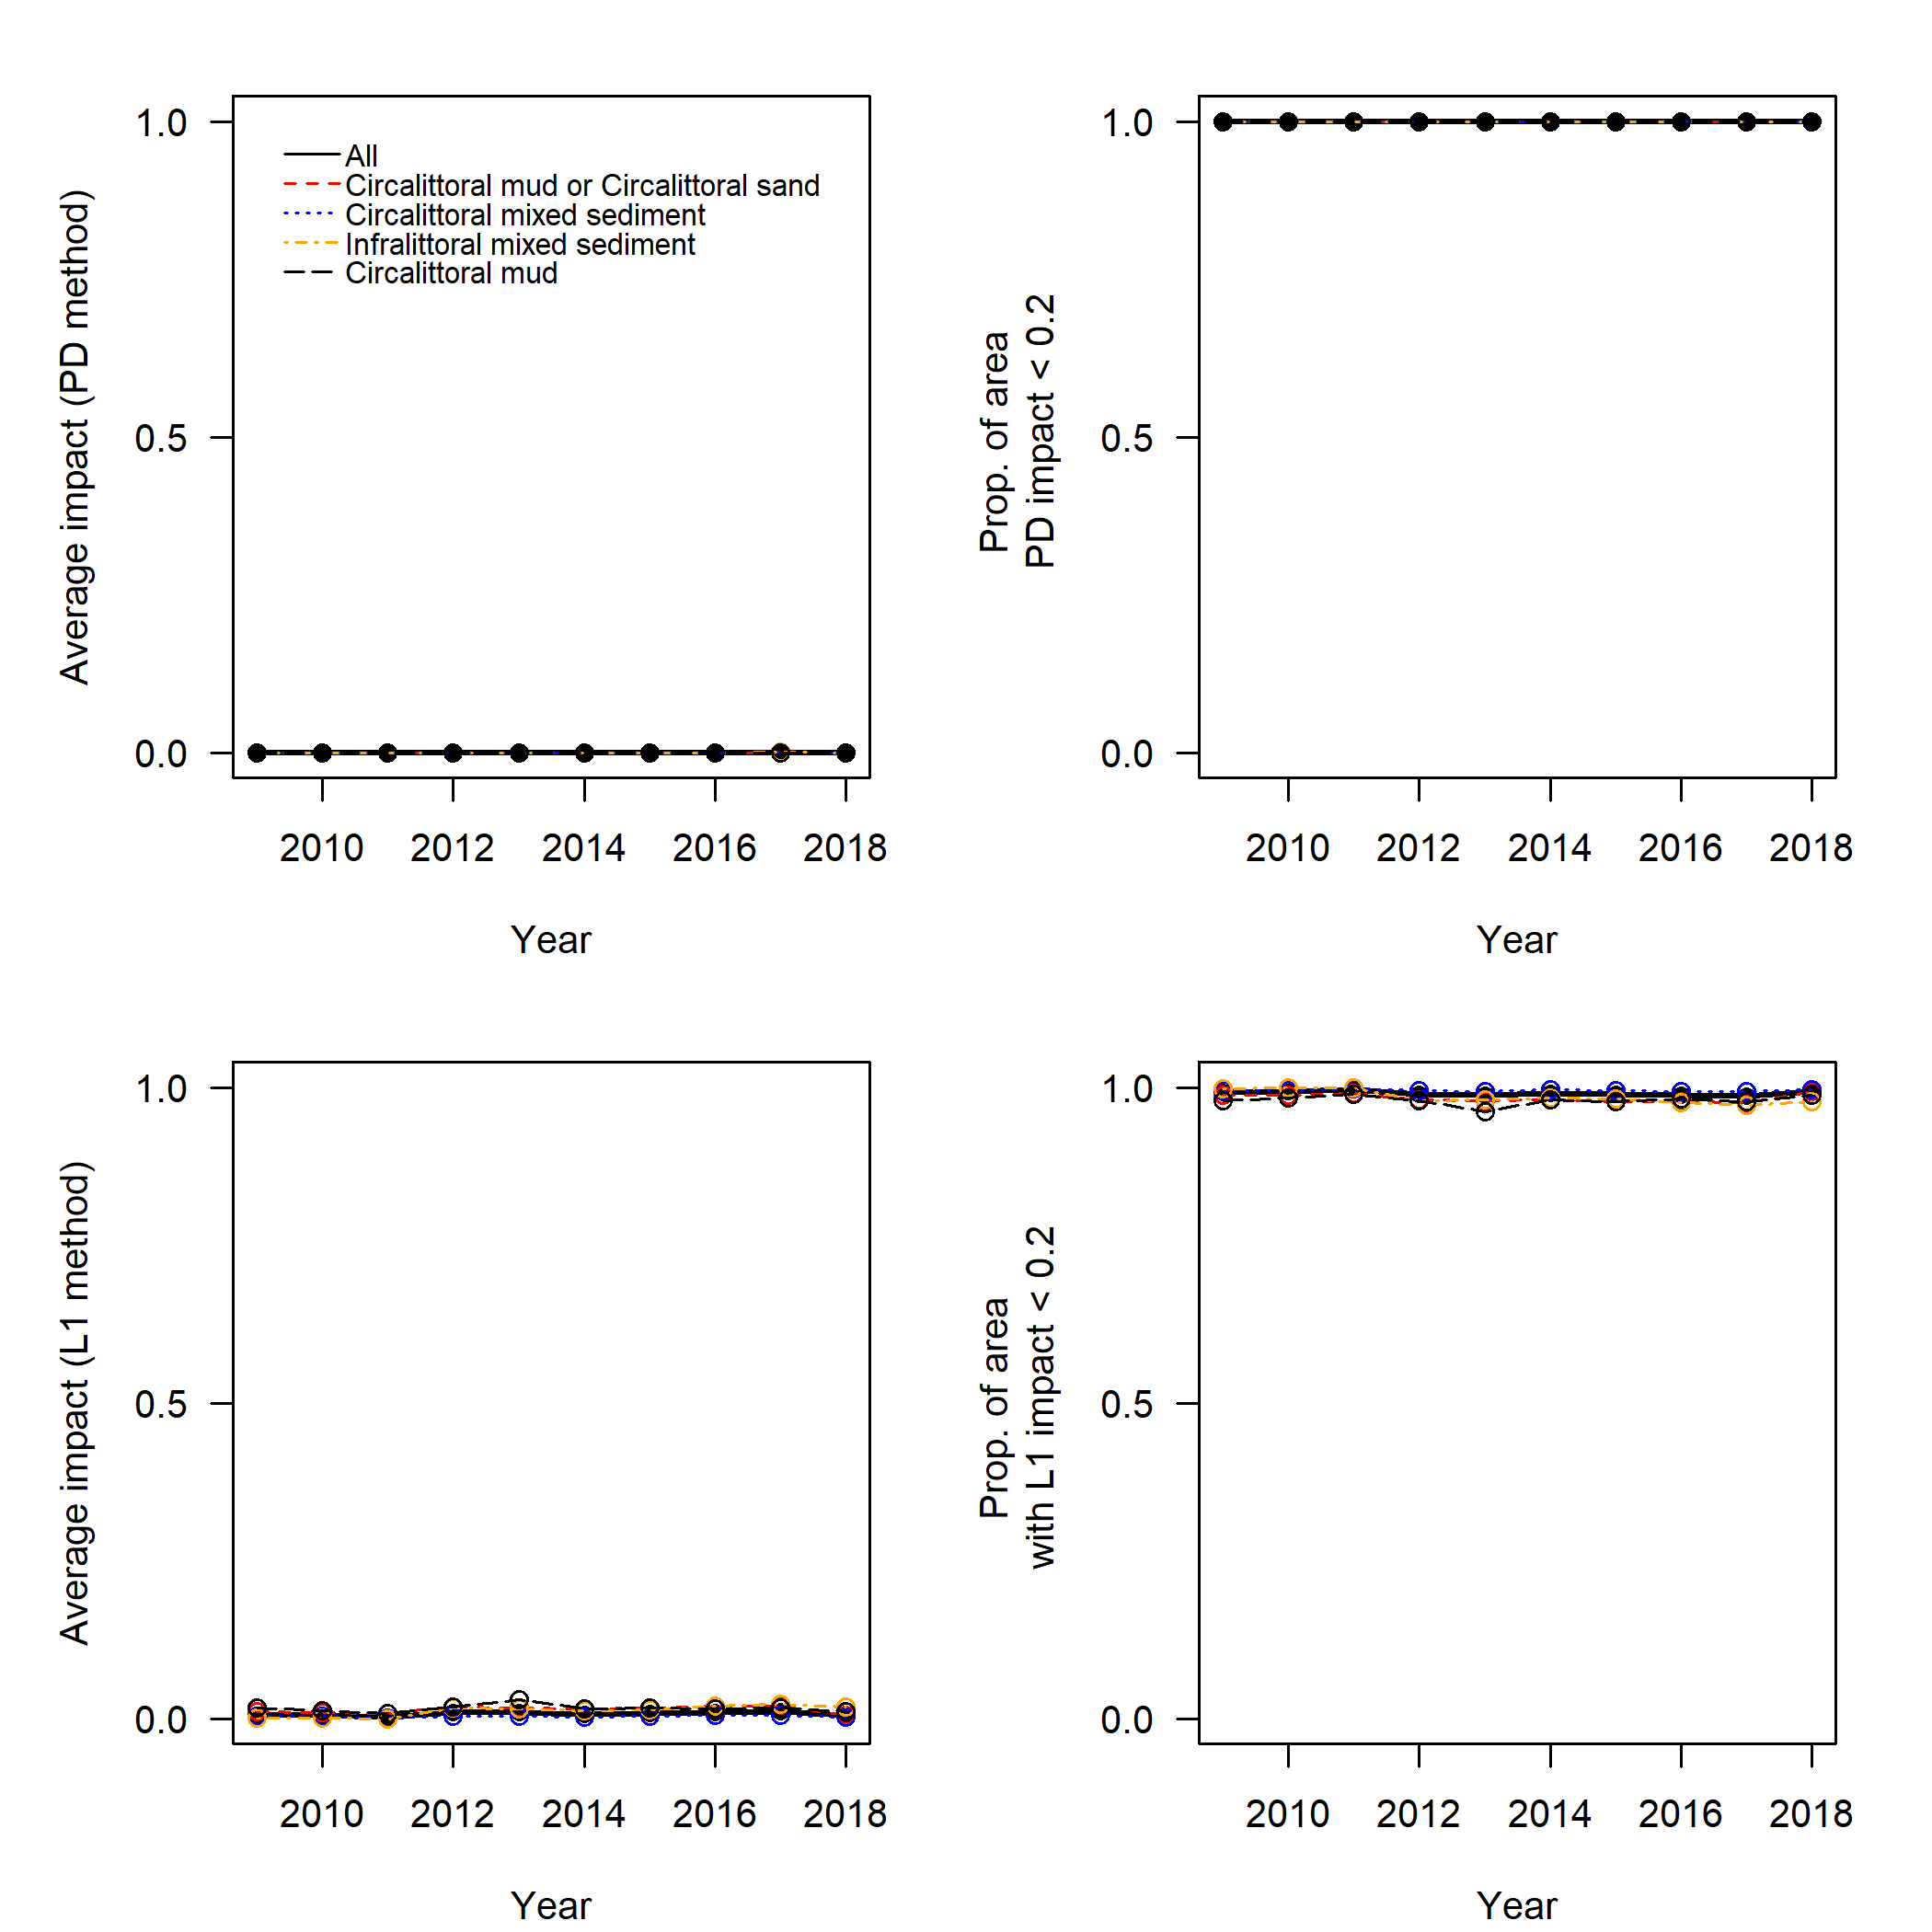 Average impact (PD method)
1.0
0.5
0.0
All
Circalittoral mud or Circalittoral sand
Circalittoral mixed sediment
Infralittoral mixed sediment
Circalittoral mud
2010 2012 2014 2016 2018
Year
Prop. of area
PD impact < 0.2
1.0
0.5
0.0
2010 2012 2014 2016 2018
Year
Average impact (L1 method)
1.0
0.5
0.0
2010 2012 2014 2016 2018
Year
Prop. of area
with L1 impact < 0.2
1.0
0.5
0.0
2010 2012 2014 2016 2018
Year